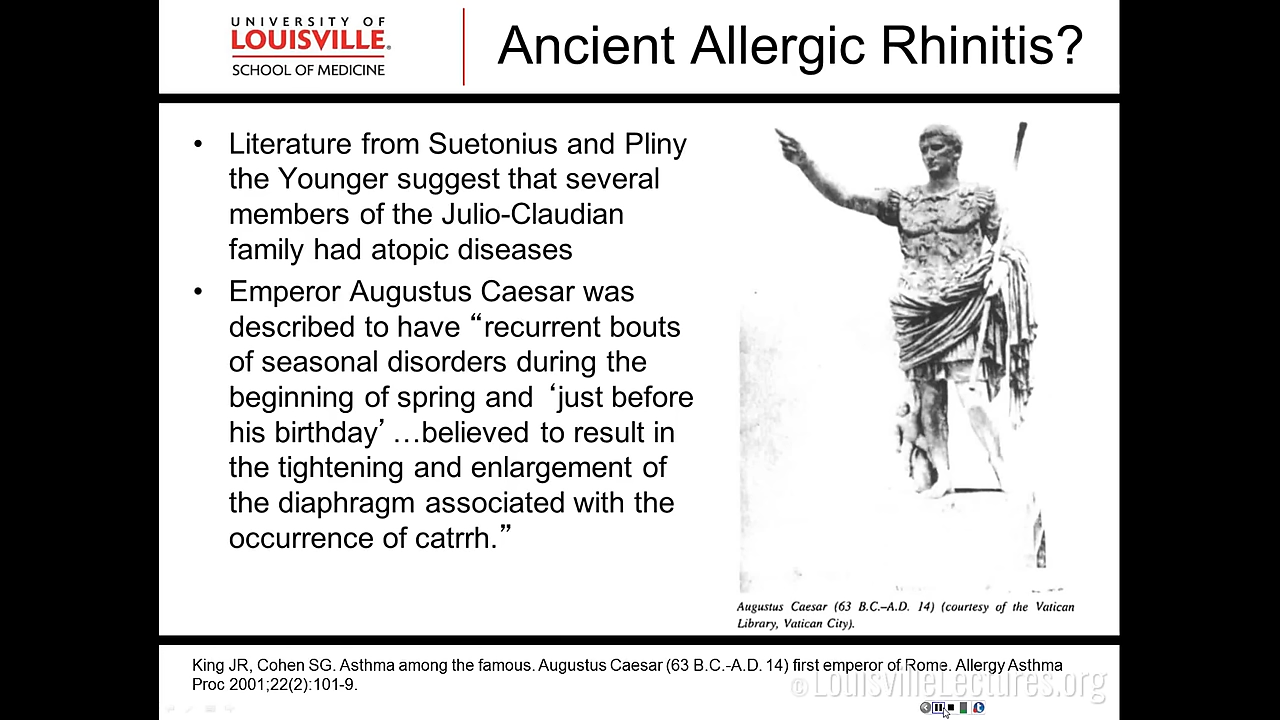 UNIVERSITY OF
LOUISVILLE®
SCHOOL OF MEDICINE
Ancient Allergic Rhinitis?
• Literature from Suetonius and Pliny
the Younger suggest that several
members of the Julio-Claudian
family had atopic diseases
• Emperor Augustus Caesar was
described to have “recurrent bouts
of seasonal disorders during the
beginning of spring and ‘just before
his birthday’ …believed to result in
the tightening and enlargement of
the diaphragm associated with the
occurrence of catrrh.”
Augustus Caesar (63 B.C.–A.D. 14) (courtesy of the Vatican
Library, Vatican City).
King JR, Cohen SG. Asthma among the famous. Augustus Caesar (63 B.C.-A.D. 14) first emperor of Rome. Allergy Asthma
Proc 2001;22(2):101-9.
© LouisvilleLectures.org